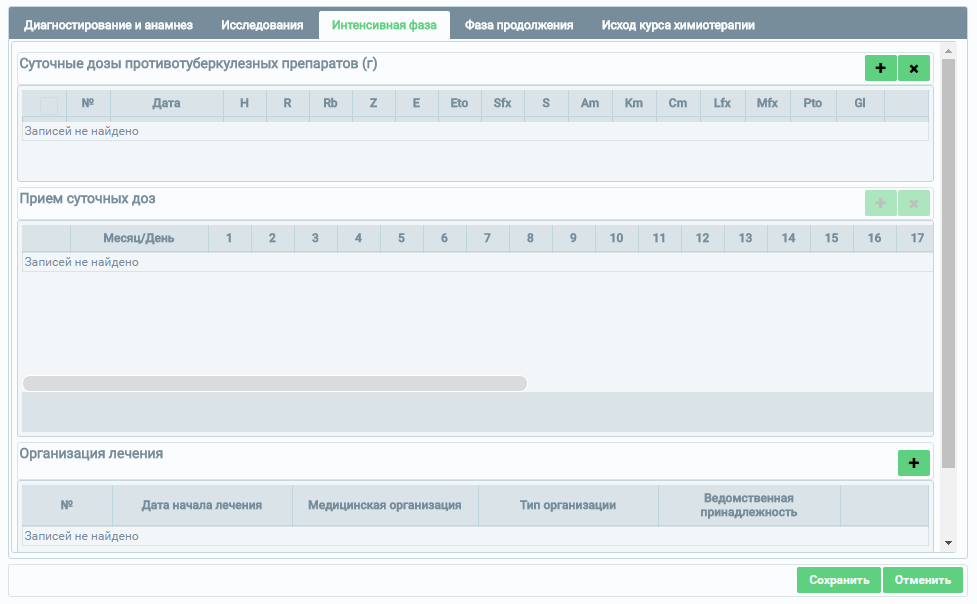 Диагностирование и анамнез Исследования Интенсивная фаза Фаза продолжения Исход курса химиотерапии
Суточные дозы противотуберкулезных препаратов (г)
№ Дата H R Rb Z E Eto Sfx S Am Km Cm Lfx Mfx Pto Gl
Записей не найдено
Прием суточных доз
Месяц/День 1 2 3 4 5 6 7 8 9 10 11 12 13 14 15 16 17
Записей не найдено
Организация лечения
№ Дата начала лечения Медицинская организация Тип организации Ведомственная
принадлежность
Записей не найдено
Сохранить Отменить